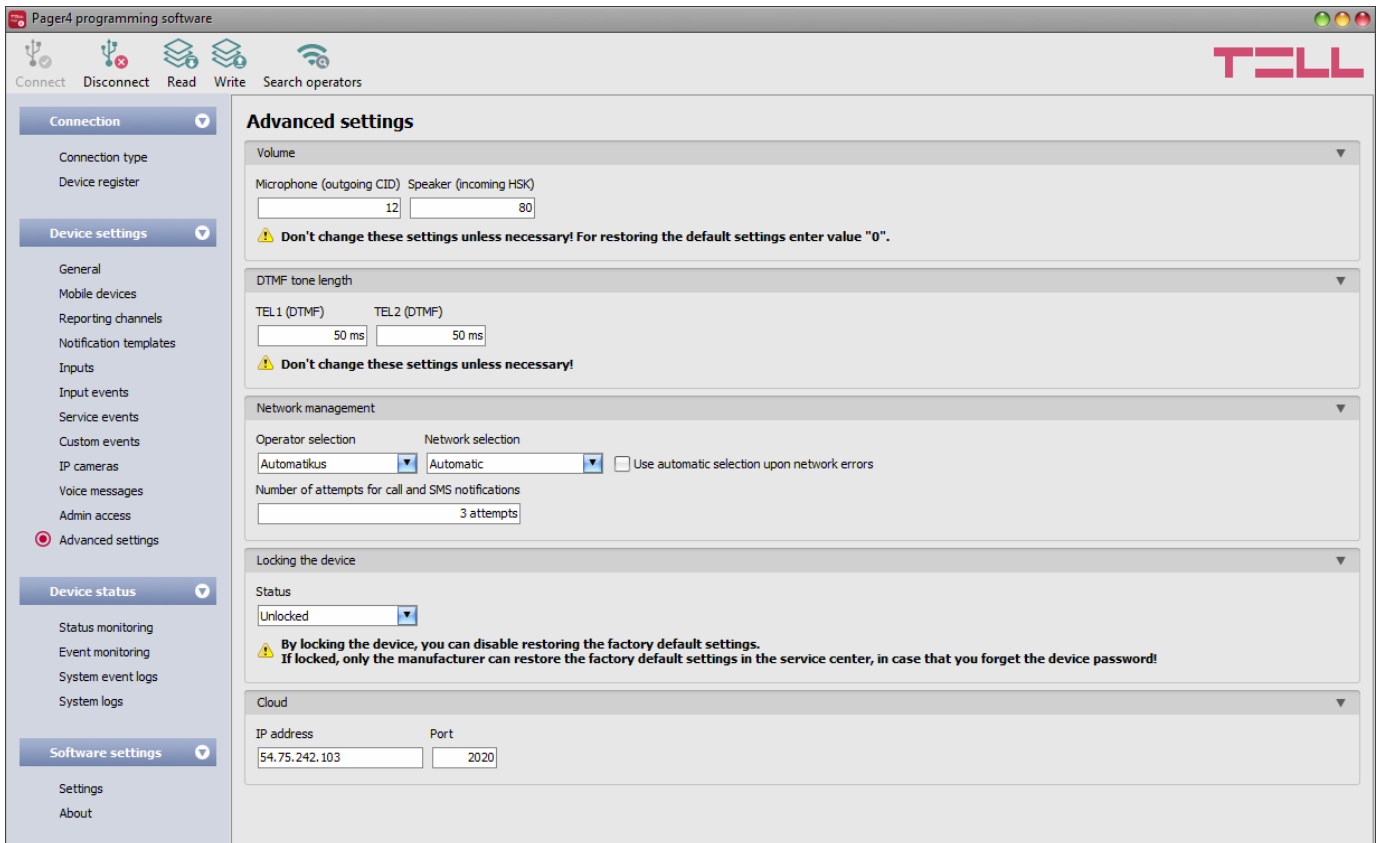 Pager4 programming software
Connect Disconnect Read Write Search operators
TELL
Connection
Connection type
Device register
Device settings
General
Mobile devices
Reporting channels
Notification templates
Inputs
Input events
Service events
Custom events
IP cameras
Voice messages
Admin access
Advanced settings
Device status
Status monitoring
Event monitoring
System event logs
System logs
Software settings
Settings
About
Advanced settings
Volume
Microphone (outgoing CID) Speaker (incoming HSK)
12 80
Don't change these settings unless necessary! For restoring the default settings enter value "0".
DTMF tone length
TEL1 (DTMF) TEL2 (DTMF)
50 ms 50 ms
Don't change these settings unless necessary!
Network management
Operator selection Network selection
Automatikus Automatic Use automatic selection upon network errors
Number of attempts for call and SMS notifications
3 attempts
Locking the device
Status
Unlocked
By locking the device, you can disable restoring the factory default settings.
If locked, only the manufacturer can restore the factory default settings in the service center, in case that you forget the device password!
Cloud
IP address Port
54.75.242.103 2020